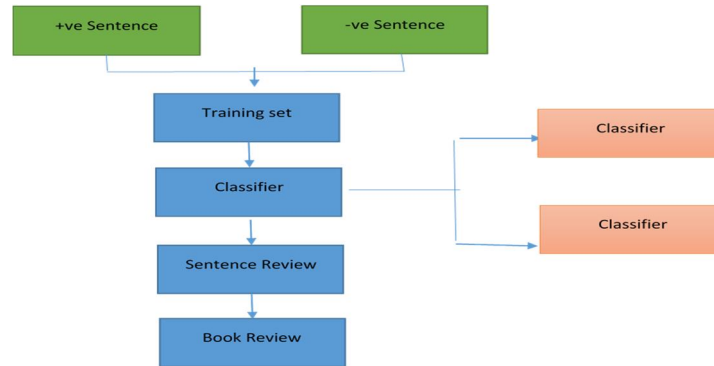 +ve Sentence
-ve Sentence
Training set
Classifier
Classifier
Classifier
Sentence Review
Book Review